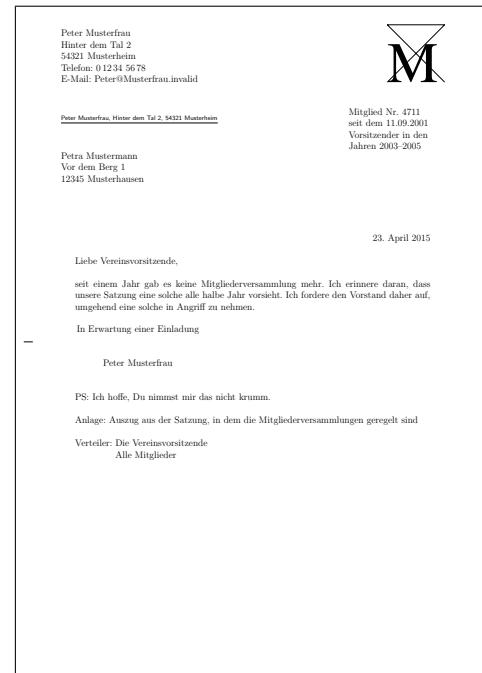 Peter Musterfrau
Hinter dem Tal 2
54321 Musterheim
Telefon: 0 12 34 56 78
E-Mail: Peter@Musterfrau.invalid
M
Peter Musterfrau, Hinter dem Tal 2, 54321 Musterheim
Mitglied Nr. 4711
seit dem 11.09.2001
Vorsitzender in den
Jahren 2003–2005
Petra Mustermann
Vor dem Berg 1
12345 Musterhausen
23. April 2015
Liebe Vereinsvorsitzende,
seit einem Jahr gab es keine Mitgliederversammlung mehr. Ich erinnere daran, dass
unsere Satzung eine solche alle halbe Jahr vorsieht. Ich fordere den Vorstand daher auf,
umgehend eine solche in Angriff zu nehmen.
In Erwartung einer Einladung
Peter Musterfrau
PS: Ich hoffe, Du nimmst mir das nicht krumm.
Anlage: Auszug aus der Satzung, in dem die Mitgliederversammlungen geregelt sind
Verteiler: Die Vereinsvorsitzende
Alle Mitglieder